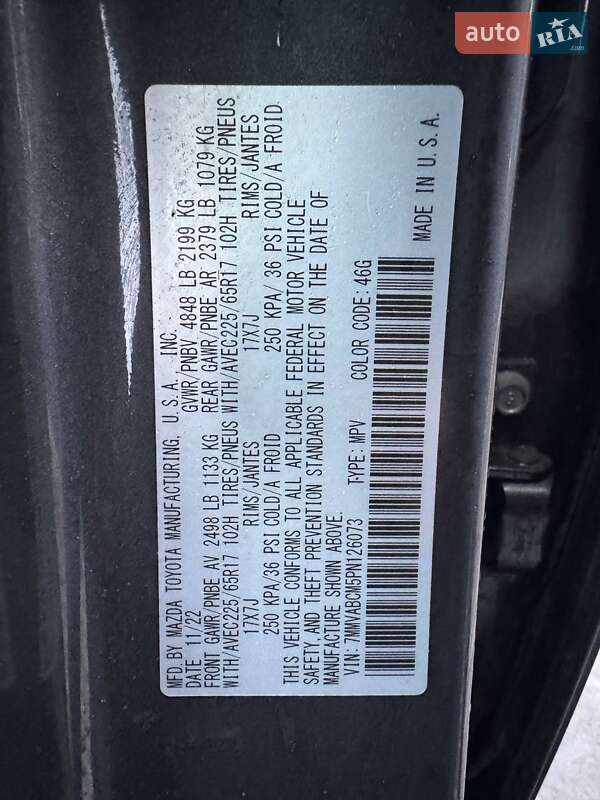 auto RIA.com
MFD. BY MAZDA TOYOTA MANUFACTURING, U.S.A. INC.
DATE 11/22 GVWR/PNBV 4848 LB 2199 KG
FRONT GAWR/PNBE AV 2498 LB 1133 KG REAR GAWR/PNBE AR 2379 LB 1079 KG
WITH/AVEC225/65R17 102H TIRES/PNEUS WITH/AVEC225/65R17 102H TIRES/PNEUS
17X7J RIMS/JANTES 17X7J RIMS/JANTES
250 KPA/36 PSI COLD/A FROID 250 KPA/ 36 PSI COLD/A FROID
THIS VEHICLE CONFORMS TO ALL APPLICABLE FEDERAL MOTOR VEHICLE
SAFETY, AND THEFT PREVENTION STANDARDS IN EFFECT ON THE DATE OF
MANUFACTURE SHOWN ABOVE.
VIN: 7MMVABCM5PN126073 TYPE: MPV COLOR CODE: 46G
MADE IN U.S.A.